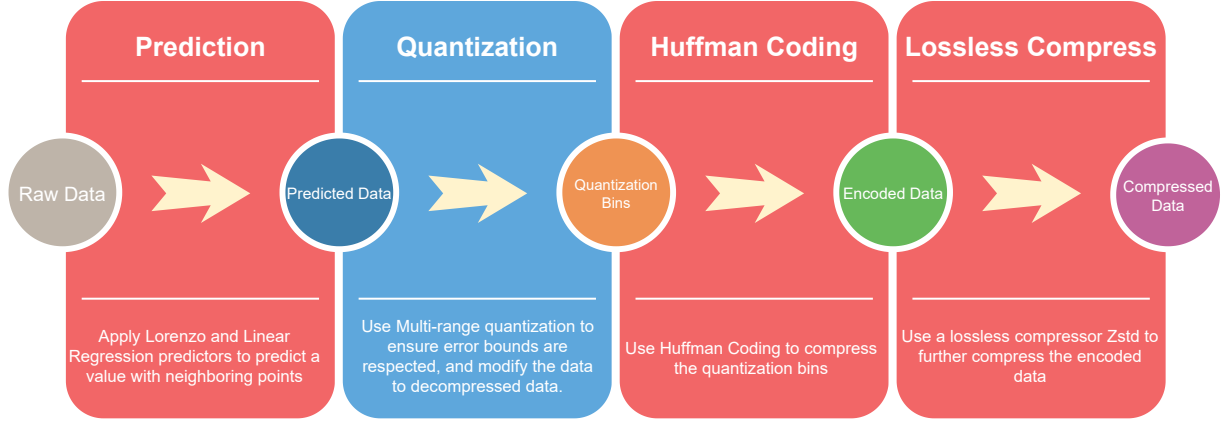 Prediction
Quantization
Huffman Coding
Lossless Compress
Raw Data
Predicted Data
Quantization
Bins
Encoded Data
Compressed
Data
Apply Lorenzo and Linear
Regression predictors to predict a
value with neighboring points
Use Multi-range quantization to
ensure error bounds are
respected, and modify the data
to decompressed data.
Use Huffman Coding to compress
the quantization bins
Use a lossless compressor Zstd to
further compress the encoded
data